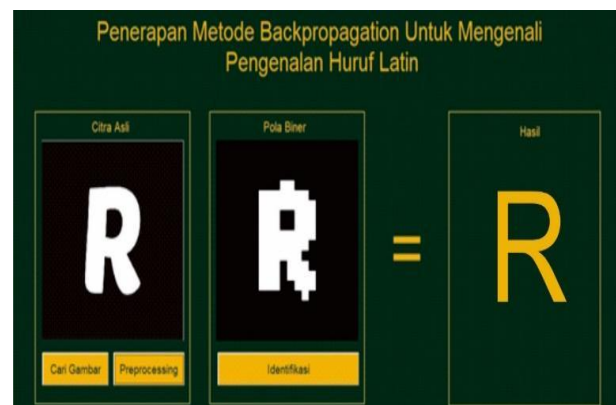 Penerapan Metode Backpropagation Untuk Mengenali
Pengenalan Huruf Latin
Citra Asli
R
Cari Gambar
Preprocessing
Pola Biner
R
Identifikasi
=
Hasil
R